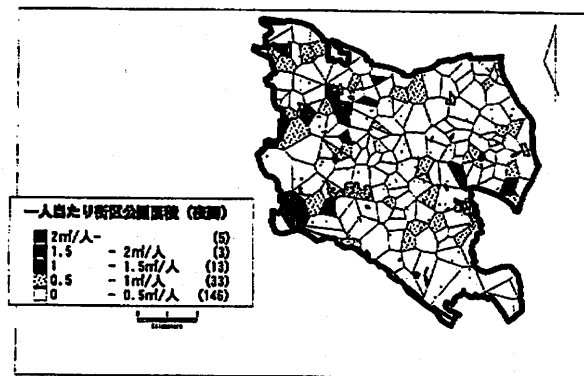 一人当たり街区公園面積（夜間）
2㎡/人- (5)
1.5 - 2㎡/人 (3)
1 - 1.5㎡/人 (13)
0.5 - 1㎡/人 (33)
0 - 0.5㎡/人 (146)